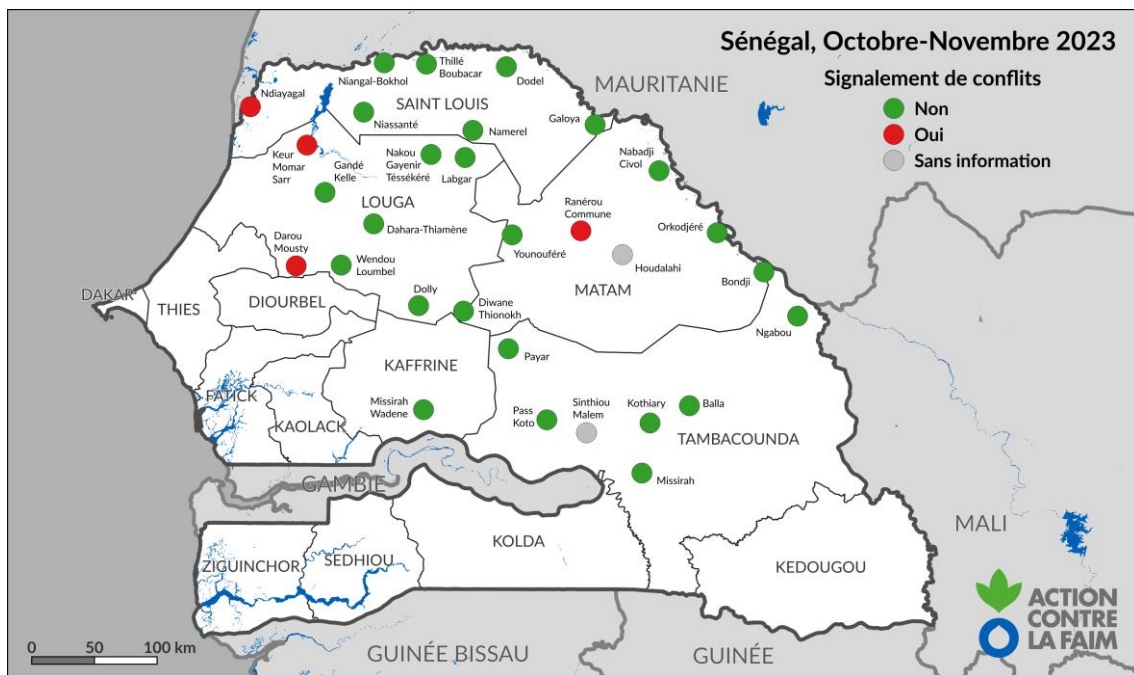 Sénégal, Octobre-Novembre 2023
Signalement de conflits
Non
Oui
Sans information
MAURITANIE
Thillé
Boubacar
Niangal-Bokhol
Dodel
Ndiayagal
SAINT LOUIS
Niassanté
Namerel
Galoya
Keur
Momar
Sarr
Gandé
Kelle
Nakou
Gayenir
Téssékéré
Labgar
Nabadji
Civol
LOUGA
Ranérou
Commune
Dahara-Thiamène
Orkodjéré
Darou
Mousty
Wendou
Loumbel
Younouféré
Houdalahi
Bondji
MATAM
DAKAR
THIES
DIOURBEL
Dolly
Diwane
Thionokh
Ngabou
Payar
KAFFRINE
FATICK
Missirah
Wadene
KAOLACK
Pass
Koto
Sinthiou
Malem
Kothiary
Balla
TAMBACOUNDA
Missirah
GAMBIE
MALI
KOLDA
ZIGUINCHOR
SEDHIOU
KEDOUGOU
ACTION
CONTRE
LA FAIM
0 50 100 km
GUINÉE BISSAU
GUINÉE